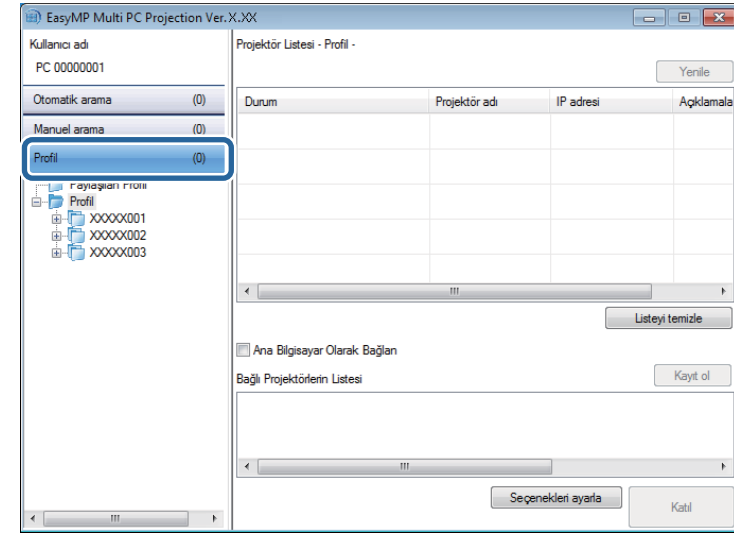 EasyMP Multi PC Projection Ver.X.XX
Kullanıcı adı
PC 00000001
Otomatik arama (0)
Manuel arama (0)
Profil (0)
Paylaşılan Profil
Profil
XXXXX001
XXXXX002
XXXXX003
Projektör Listesi - Profil -
Yenile
Durum Projektör adı IP adresi Açıklama
Listeyi temizle
Ana Bilgisayar Olarak Bağlan
Bağlı Projektörlerin Listesi
Kayıt ol
Seçenekleri ayarla
Katıl